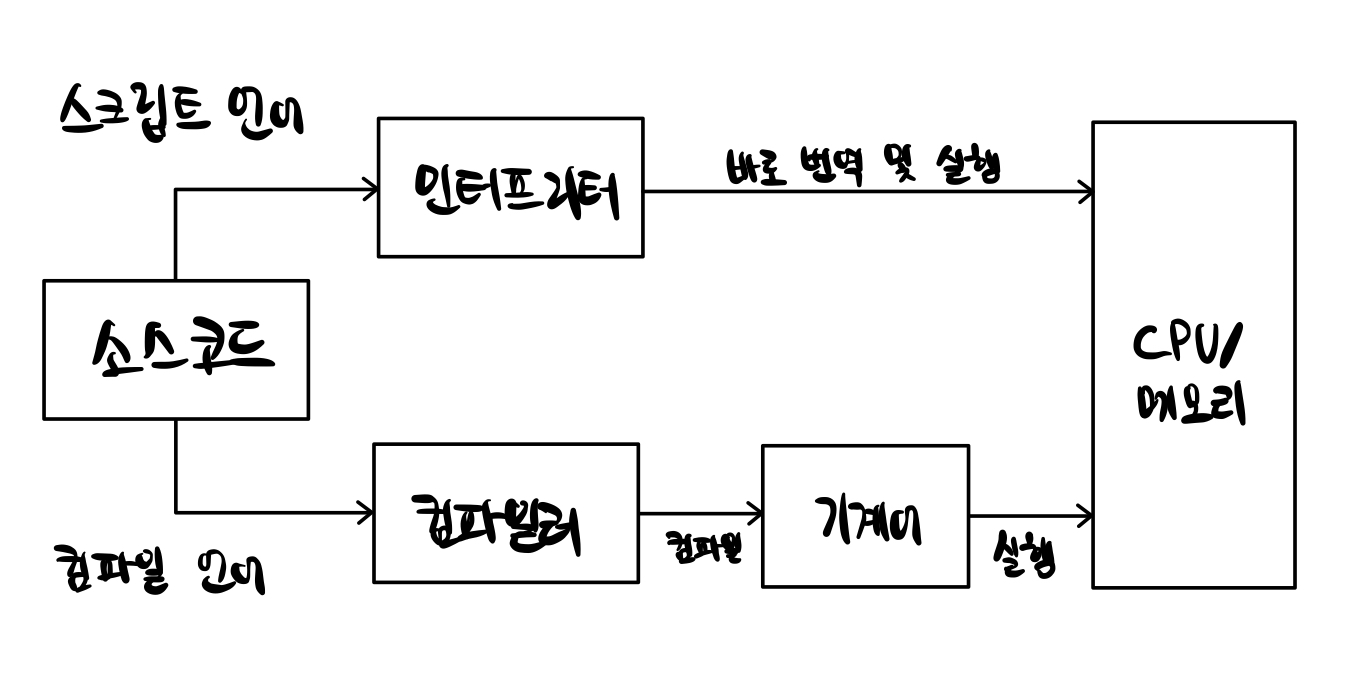 스크립트 언어
인터프리터
바로 번역 및 실행
소스코드
CPU/
메모리
컴파일러
기계어
컴파일
실행
컴파일 언어